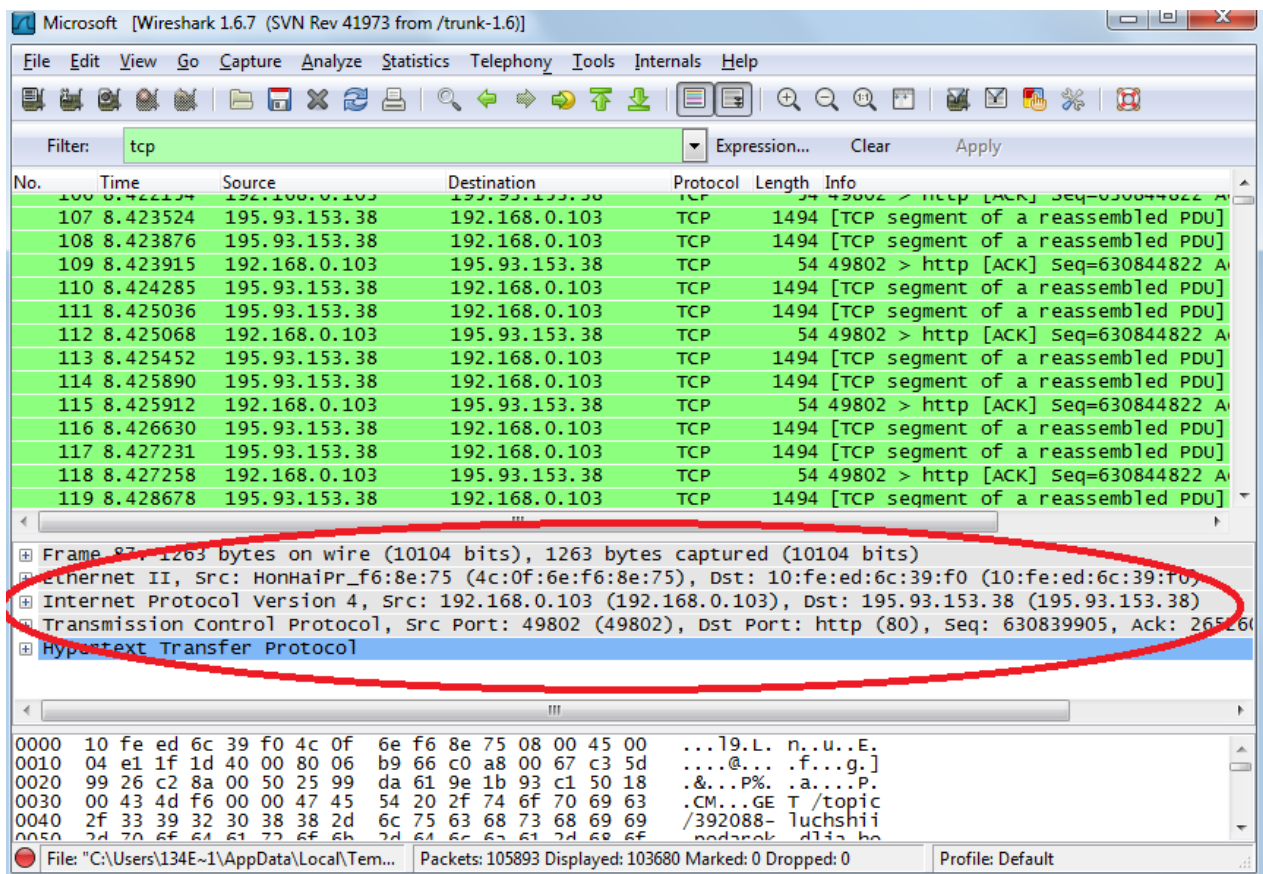 Microsoft [Wireshark 1.6.7 (SVN Rev 41973 from /trunk-1.6)]
File Edit View Go Capture Analyze Statistics Telephony Tools Internals Help
Filter: tcp Expression... Clear Apply
No. Time Source Destination Protocol Length Info
107 8.423524 195.93.153.38 192.168.0.103 TCP 1494 [TCP segment of a reassembled PDU]
108 8.423876 195.93.153.38 192.168.0.103 TCP 1494 [TCP segment of a reassembled PDU]
109 8.423915 192.168.0.103 195.93.153.38 TCP 54 49802 > http [ACK] Seq=630844822 A
110 8.424285 195.93.153.38 192.168.0.103 TCP 1494 [TCP segment of a reassembled PDU]
111 8.425036 195.93.153.38 192.168.0.103 TCP 1494 [TCP segment of a reassembled PDU]
112 8.425068 192.168.0.103 195.93.153.38 TCP 54 49802 > http [ACK] Seq=630844822 A
113 8.425452 195.93.153.38 192.168.0.103 TCP 1494 [TCP segment of a reassembled PDU]
114 8.425890 195.93.153.38 192.168.0.103 TCP 1494 [TCP segment of a reassembled PDU]
115 8.425912 192.168.0.103 195.93.153.38 TCP 54 49802 > http [ACK] Seq=630844822 A
116 8.426630 195.93.153.38 192.168.0.103 TCP 1494 [TCP segment of a reassembled PDU]
117 8.427231 195.93.153.38 192.168.0.103 TCP 1494 [TCP segment of a reassembled PDU]
118 8.427258 192.168.0.103 195.93.153.38 TCP 54 49802 > http [ACK] Seq=630844822 A
119 8.428678 195.93.153.38 192.168.0.103 TCP 1494 [TCP segment of a reassembled PDU]
Frame 87: 1263 bytes on wire (10104 bits), 1263 bytes captured (10104 bits)
Ethernet II, Src: HonHaiPr_f6:8e:75 (4c:0f:6e:f6:8e:75), Dst: 10:fe:ed:6c:39:f0 (10:fe:ed:6c:39:f0)
Internet Protocol Version 4, Src: 192.168.0.103 (192.168.0.103), Dst: 195.93.153.38 (195.93.153.38)
Transmission Control Protocol, Src Port: 49802 (49802), Dst Port: http (80), Seq: 630839905, Ack: 26526
Hypertext Transfer Protocol
0000 10 fe ed 6c 39 f0 4c 0f 6e f6 8e 75 08 00 45 00 ...l9.L. n..u..E.
0010 04 e1 1f 1d 40 00 80 06 b9 66 c0 a8 00 67 c3 5d ....@... .f...g.]
0020 99 26 c2 8a 00 50 25 99 da 61 9e 1b 93 c1 50 18 .&...P%. .a....P.
0030 00 43 4d f6 00 00 47 45 54 20 2f 74 6f 70 69 63 .CM...GE T /topic
0040 2f 33 39 32 30 38 38 2d 6c 75 63 68 73 68 69 69 /392088- luchshii
File: "C:\Users\134E~1\AppData\Local\Tem... Packets: 105893 Displayed: 103680 Marked: 0 Dropped: 0 Profile: Default